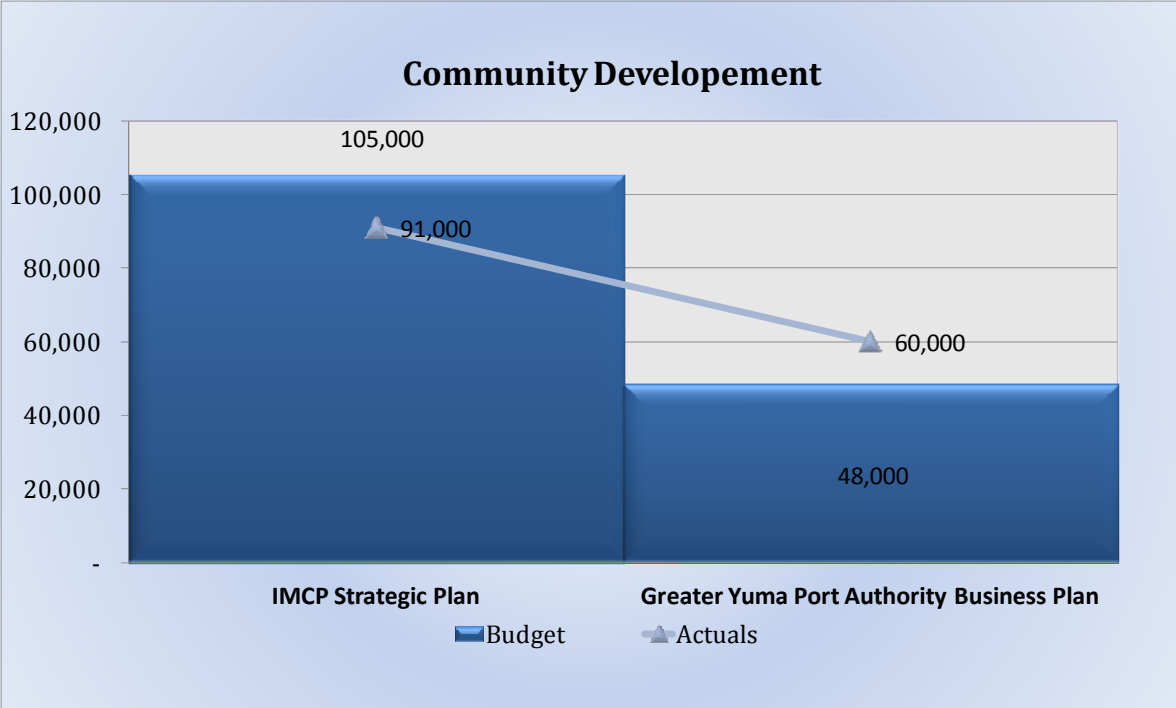 Community Developement
120,000
105,000
100,000
91,000
80,000
60,000
60,000
40,000
48,000
20,000
-
IMCP Strategic Plan
Greater Yuma Port Authority Business Plan
Budget
Actuals